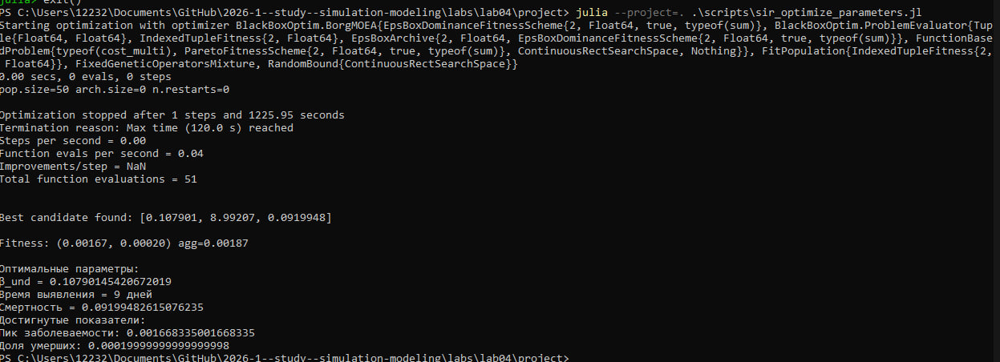 julia> exit()
PS C:\Users\12232\Documents\GitHub\2026-1--study--simulation-modeling\labs\lab04\project> julia --project=. .\scripts\sir_optimize_parameters.jl
Starting optimization with optimizer BlackBoxOptim.BorgMOEA{EpsBoxDominanceFitnessScheme{2, Float64, true, typeof(sum)}, BlackBoxOptim.ProblemEvaluator{Tup
le{Float64, Float64}, IndexedTupleFitness{2, Float64}, EpsBoxArchive{2, Float64, EpsBoxDominanceFitnessScheme{2, Float64, true, typeof(sum)}}, FunctionBase
dProblem{typeof(cost_multi), ParetoFitnessScheme{2, Float64, true, typeof(sum)}, ContinuousRectSearchSpace, Nothing}}, FitPopulation{IndexedTupleFitness{2,
 Float64}}, FixedGeneticOperatorsMixture, RandomBound{ContinuousRectSearchSpace}}
0.00 secs, 0 evals, 0 steps
pop.size=50 arch.size=0 n.restarts=0
Optimization stopped after 1 steps and 1225.95 seconds
Termination reason: Max time (120.0 s) reached
Steps per second = 0.00
Function evals per second = 0.04
Improvements/step = NaN
Total function evaluations = 51
Best candidate found: [0.107901, 8.99207, 0.0919948]
Fitness: (0.00167, 0.00020) agg=0.00187
Оптимальные параметры:
β_und = 0.10790145420672019
Время выявления = 9 дней
Смертность = 0.09199482615076235
Достигнутые показатели:
Пик заболеваемости: 0.001668335001668335
Доля умерших: 0.00019999999999999998
PS C:\Users\12232\Documents\GitHub\2026-1--study--simulation-modeling\labs\lab04\project>